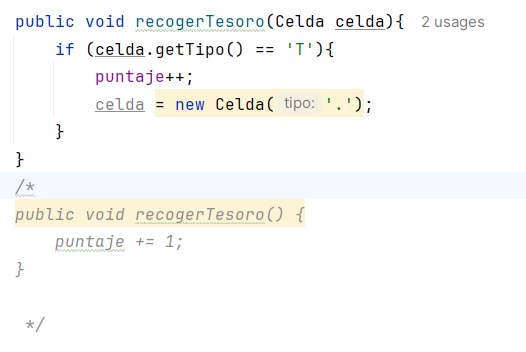 public void recogerTesoro(Celda celda){ 2 usages
if (celda.getTipo() == 'T'){
puntaje++;
celda = new Celda( tipo: '.');
}
}
/*
public void recogerTesoro() {
puntaje += 1;
}
*/